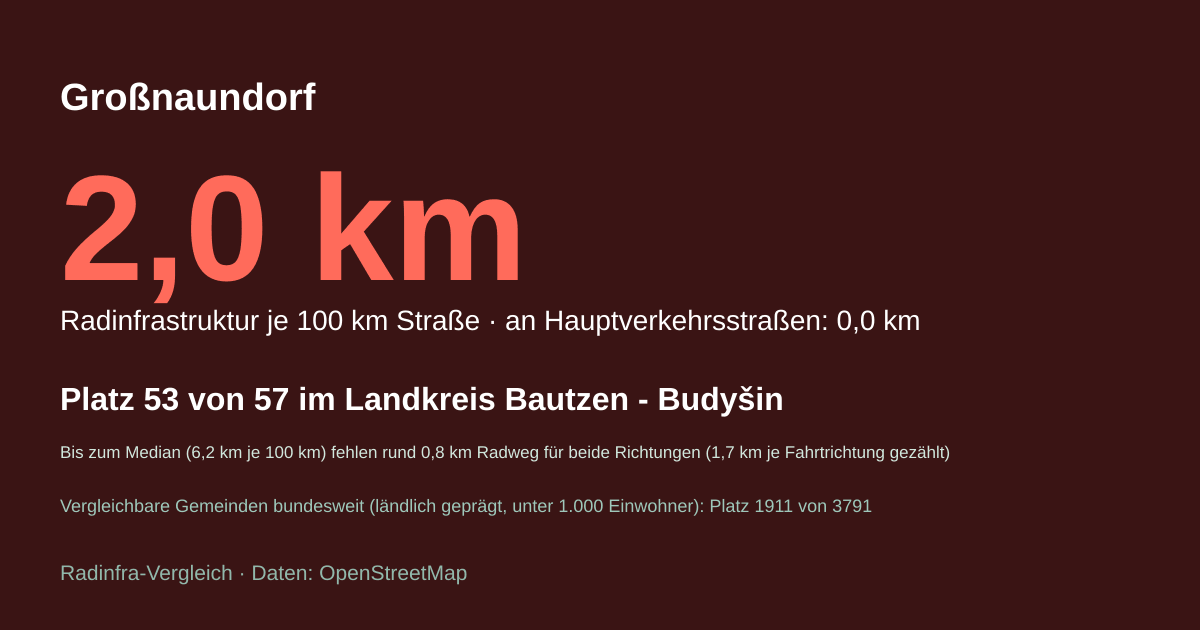 Großnaundorf
2,0 km
Radinfrastruktur je 100 km Straße · an Hauptverkehrsstraßen: 0,0 km
Platz 53 von 57 im Landkreis Bautzen - Budyšin
Bis zum Median (6,2 km je 100 km) fehlen rund 0,8 km Radweg für beide Richtungen (1,7 km je Fahrtrichtung gezählt)
Vergleichbare Gemeinden bundesweit (ländlich geprägt, unter 1.000 Einwohner): Platz 1911 von 3791
Radinfra-Vergleich · Daten: OpenStreetMap